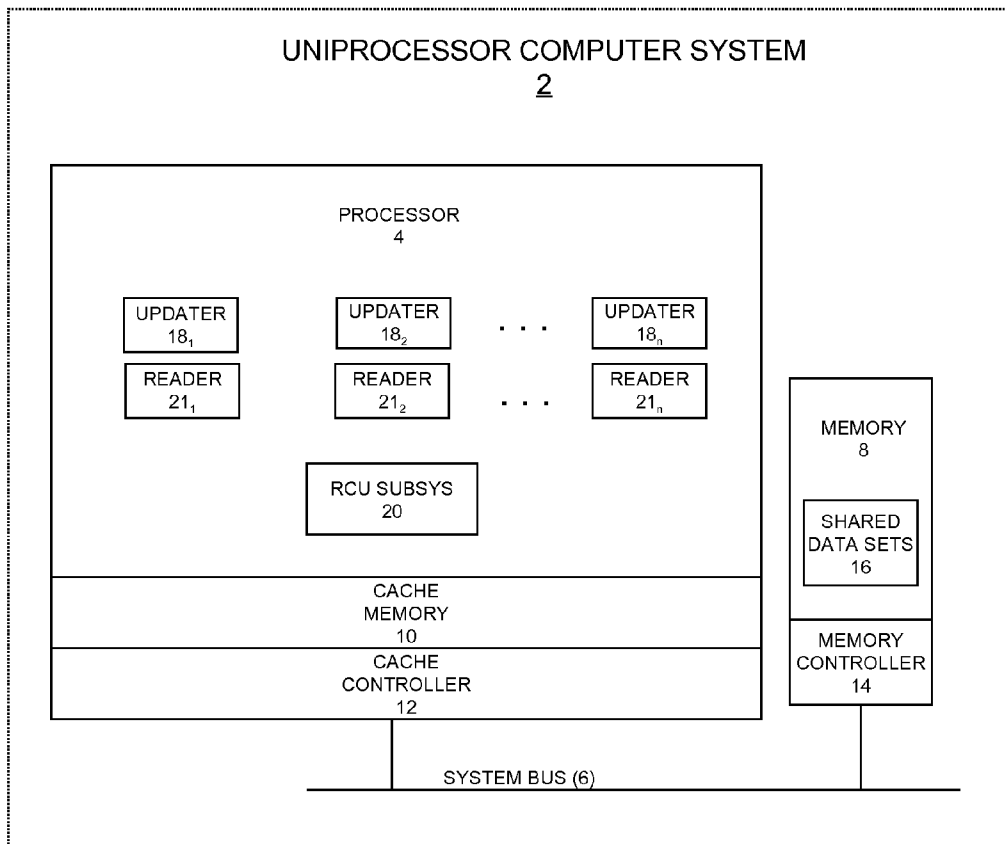 UNIPROCESSOR COMPUTER SYSTEM
2
PROCESSOR
4
UPDATER
18₁
UPDATER
18₂
. . .
UPDATER
18ₙ
READER
21₁
READER
21₂
. . .
READER
21ₙ
RCU SUBSYS
20
CACHE
MEMORY
10
CACHE
CONTROLLER
12
MEMORY
8
SHARED
DATA SETS
16
MEMORY
CONTROLLER
14
SYSTEM BUS (6)